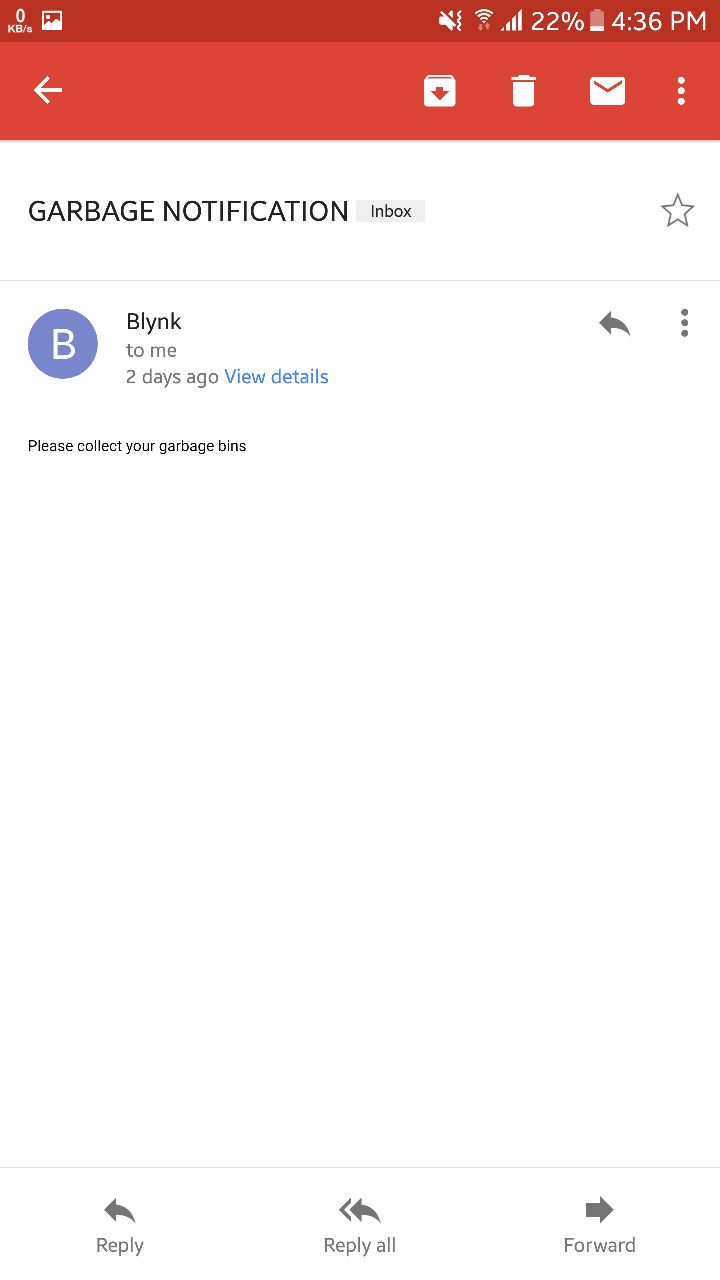 0
KB/s
22%
4:36 PM
GARBAGE NOTIFICATION Inbox
B
Blynk
to me
2 days ago View details
Please collect your garbage bins
Reply
Reply all
Forward